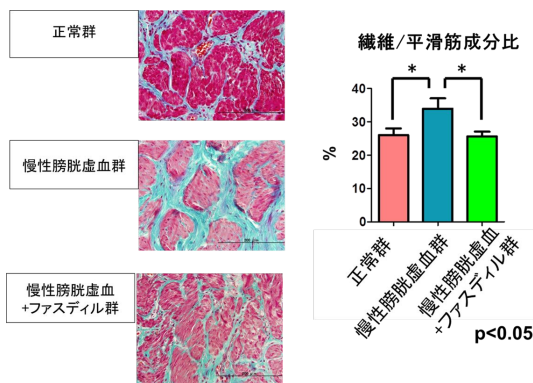 正常群
慢性膀胱虚血群
慢性膀胱虚血
+ファスディル群
繊維/平滑筋成分比
*
*
%
40
30
20
10
0
正常群
慢性膀胱虚血群
慢性膀胱虚血
+ファスディル群
p<0.05